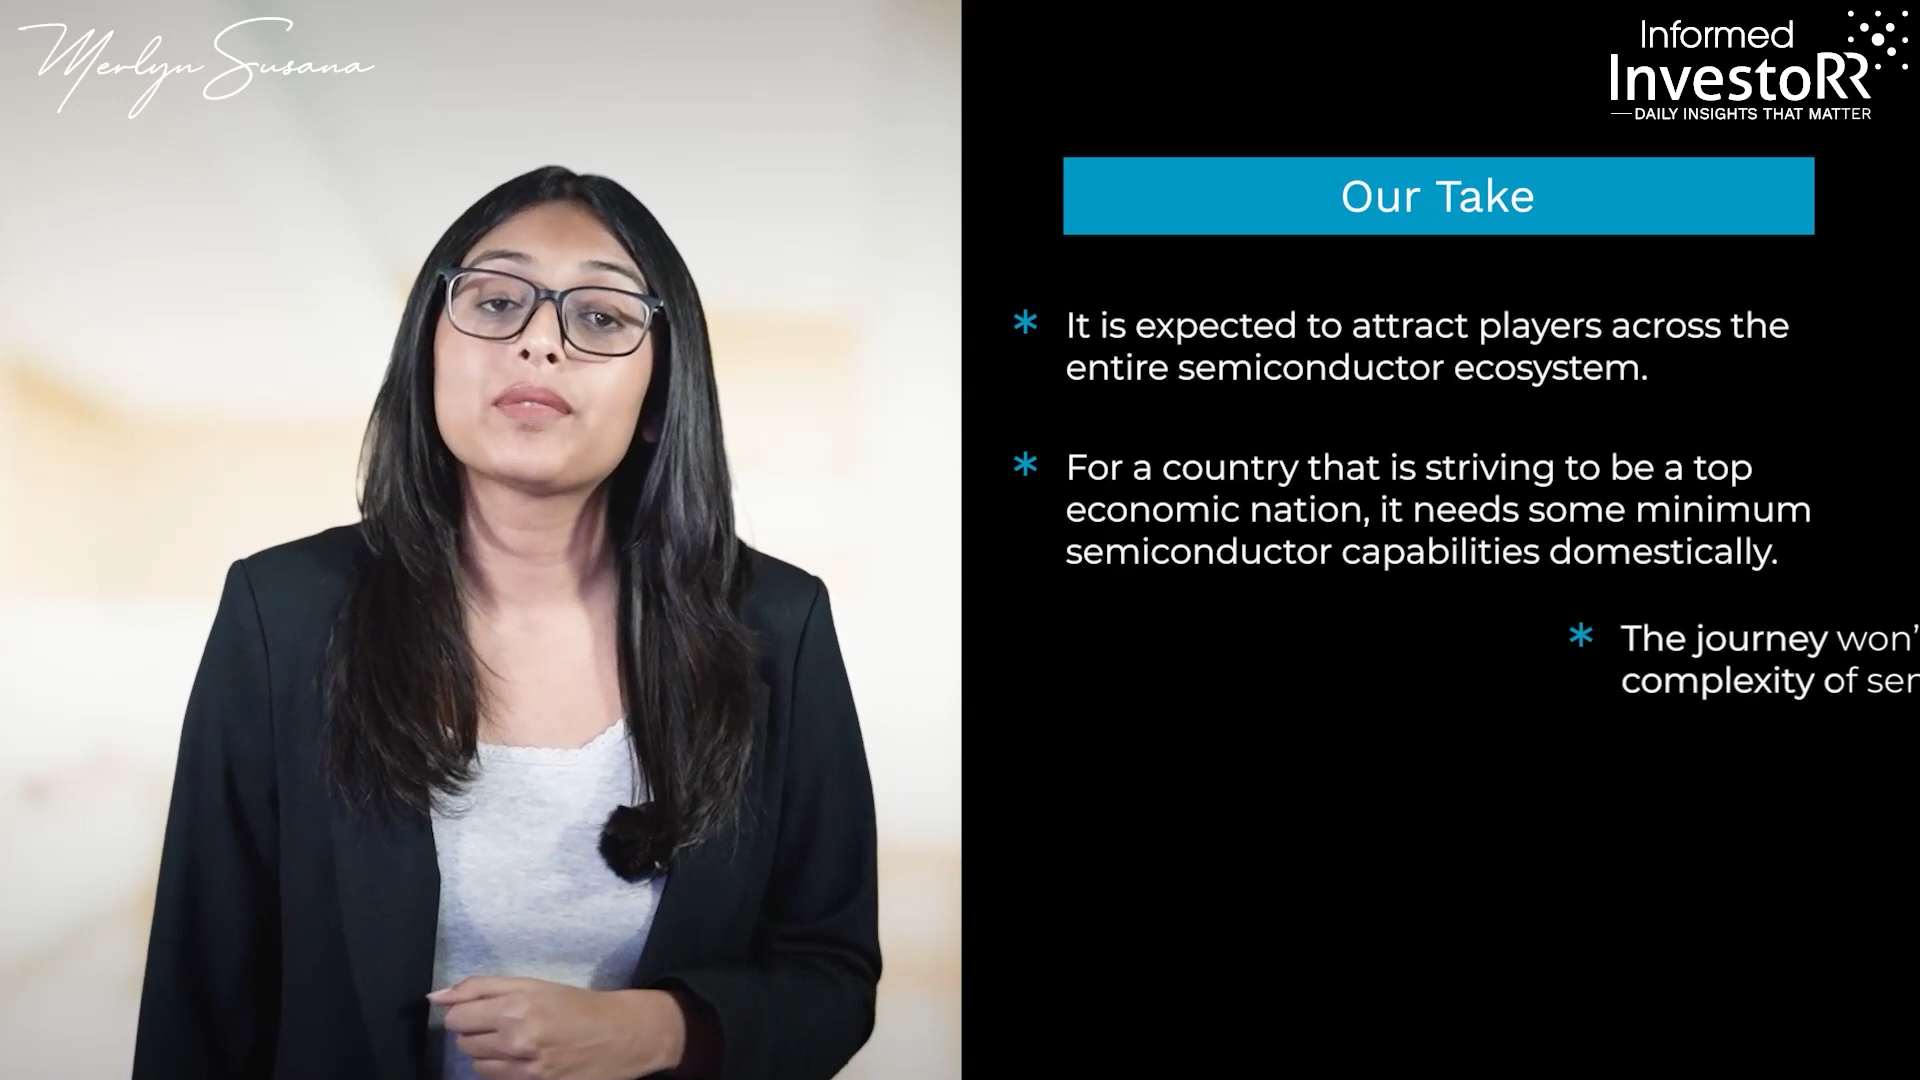 Merlyn Susana
Informed
InvestoRR
DAILY INSIGHTS THAT MATTER
Our Take
* It is expected to attract players across the
entire semiconductor ecosystem.
* For a country that is striving to be a top
economic nation, it needs some minimum
semiconductor capabilities domestically.
* The journey won'
complexity of